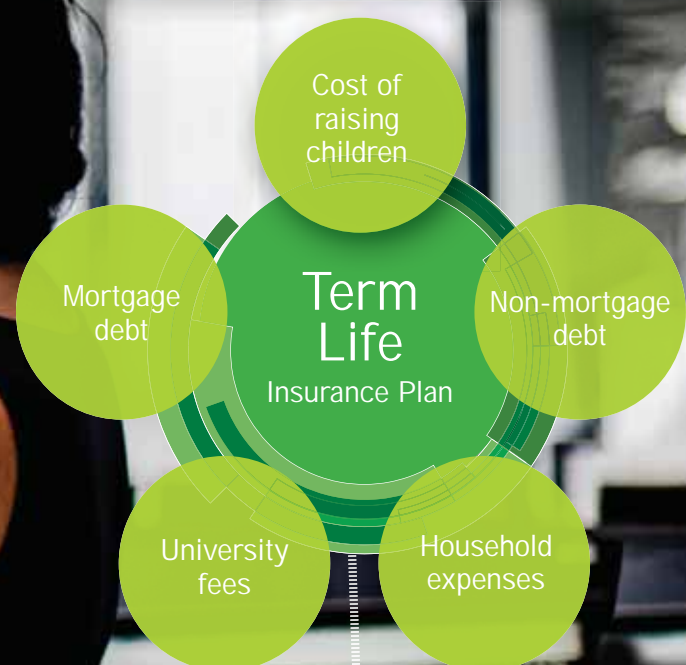 Cost of
raising
children
Mortgage
debt
Term
Life
Insurance Plan
Non-mortgage
debt
University
fees
Household
expenses